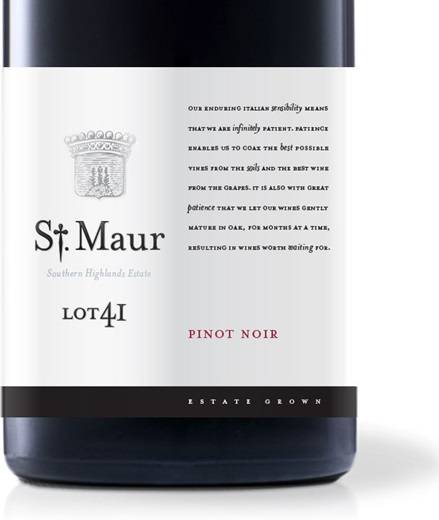 St. Maur
Southern Highlands Estate
LOT41
OUR ENDURING ITALIAN sensibility MEANS
THAT WE ARE infinitely PATIENT. PATIENCE
ENABLES US TO COAX THE best POSSIBLE
VINES FROM THE soils AND THE BEST WINE
FROM THE GRAPES. IT IS ALSO WITH GREAT
patience THAT WE LET OUR WINES GENTLY
MATURE IN OAK, FOR MONTHS AT A TIME,
RESULTING IN WINES WORTH waiting FOR.
PINOT NOIR
ESTATE GROWN